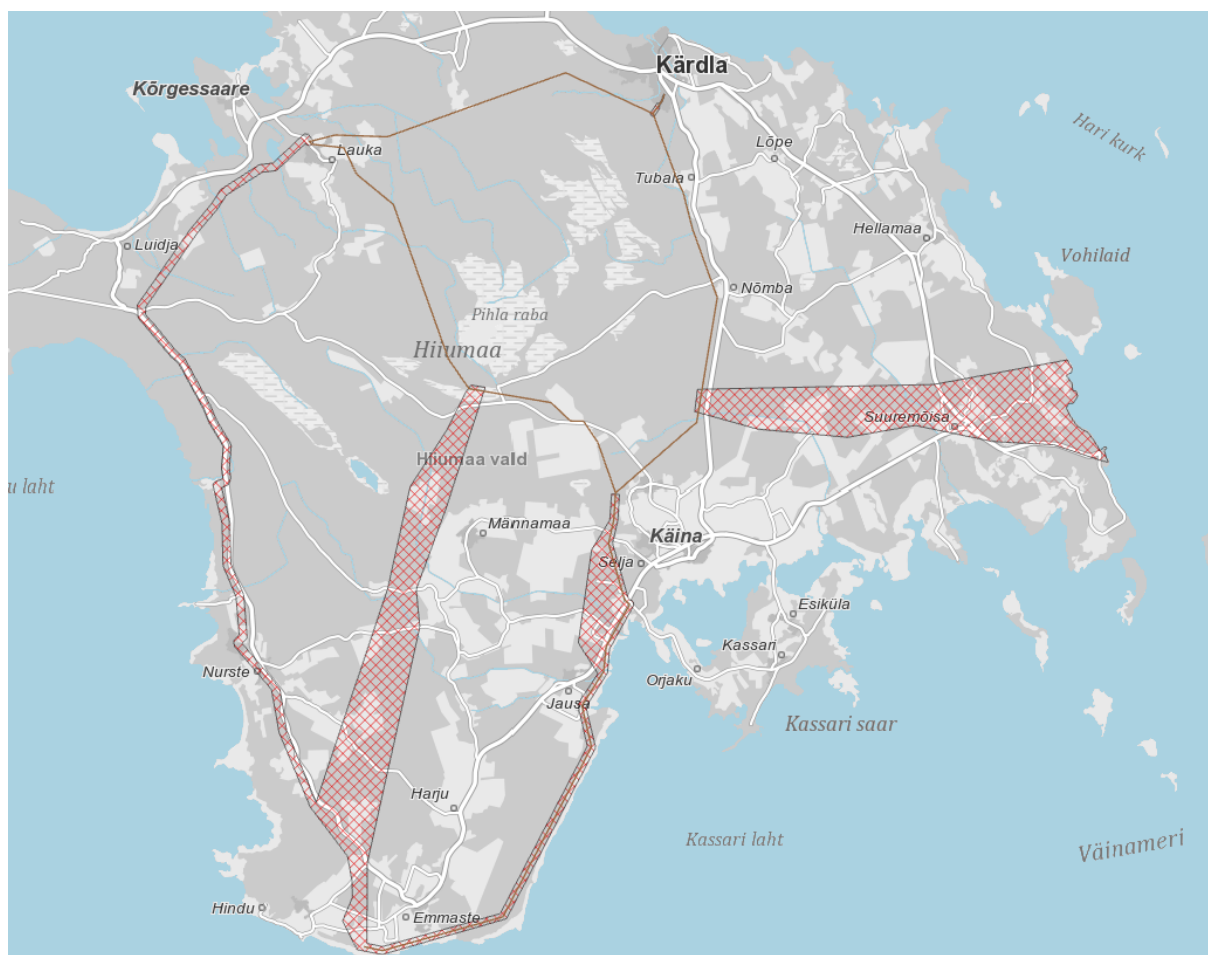 Kärdla
Kõrgessaare
Hari kurk
Lõpe
Lauka
Tubala
Hellamaa
Luidja
Vohilaid
Nõmba
Pihla raba
Hiiumaa
Suuremõisa
Hiiumaa vald
u laht
Männamaa
Käina
Selja
Esiküla
Kassari
Nurste
Orjaku
Jausa
Kassari saar
Harju
Kassari laht
Väinameri
Hindu
Emmaste